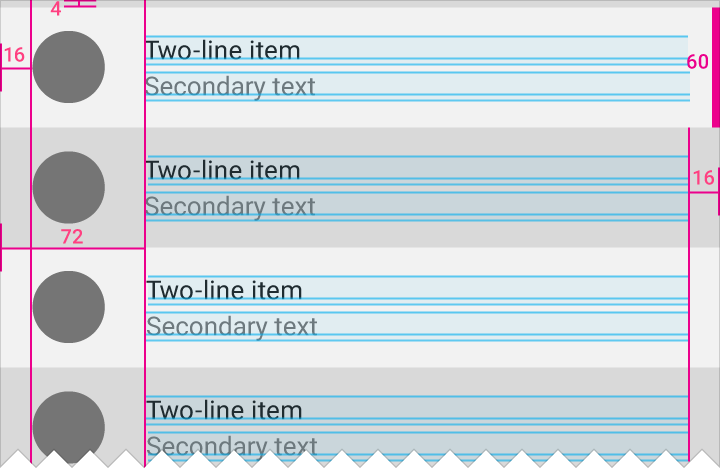 4
16
Two-line item
60
Secondary text
Two-line item
16
Secondary text
72
Two-line item
Secondary text
Two-line item
Secondary text